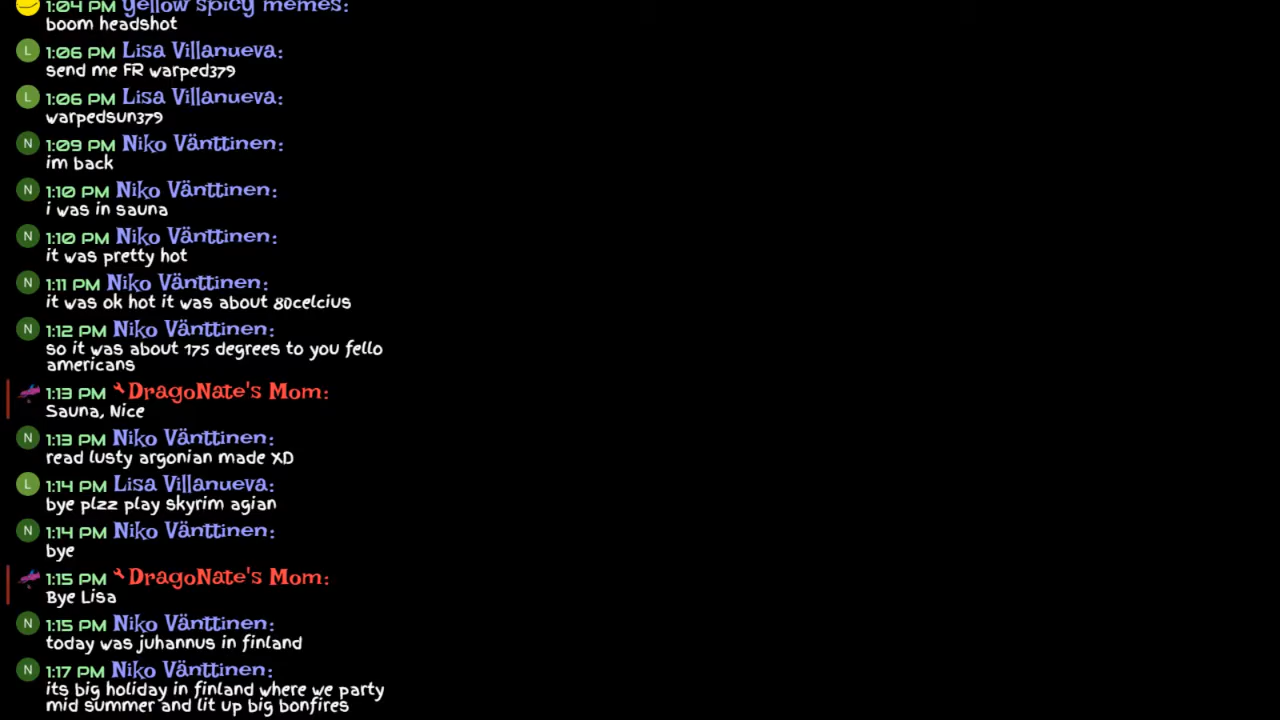 1:04 PM yellow spicy memes:
boom headshot
L 1:06 PM Lisa Villanueva:
send me FR warped379
L 1:06 PM Lisa Villanueva:
warpedsun379
N 1:09 PM Niko Vänttinen:
im back
N 1:10 PM Niko Vänttinen:
i was in sauna
N 1:10 PM Niko Vänttinen:
it was pretty hot
N 1:11 PM Niko Vänttinen:
it was ok hot it was about 80celcius
N 1:12 PM Niko Vänttinen:
so it was about 175 degrees to you fello
americans
1:13 PM DragoNate's Mom:
Sauna, Nice
N 1:13 PM Niko Vänttinen:
read lusty argonian made XD
L 1:14 PM Lisa Villanueva:
bye plzz play skyrim agian
N 1:14 PM Niko Vänttinen:
bye
1:15 PM DragoNate's Mom:
Bye Lisa
N 1:15 PM Niko Vänttinen:
today was juhannus in finland
N 1:17 PM Niko Vänttinen:
its big holiday in finland where we party
mid summer and lit up big bonfires